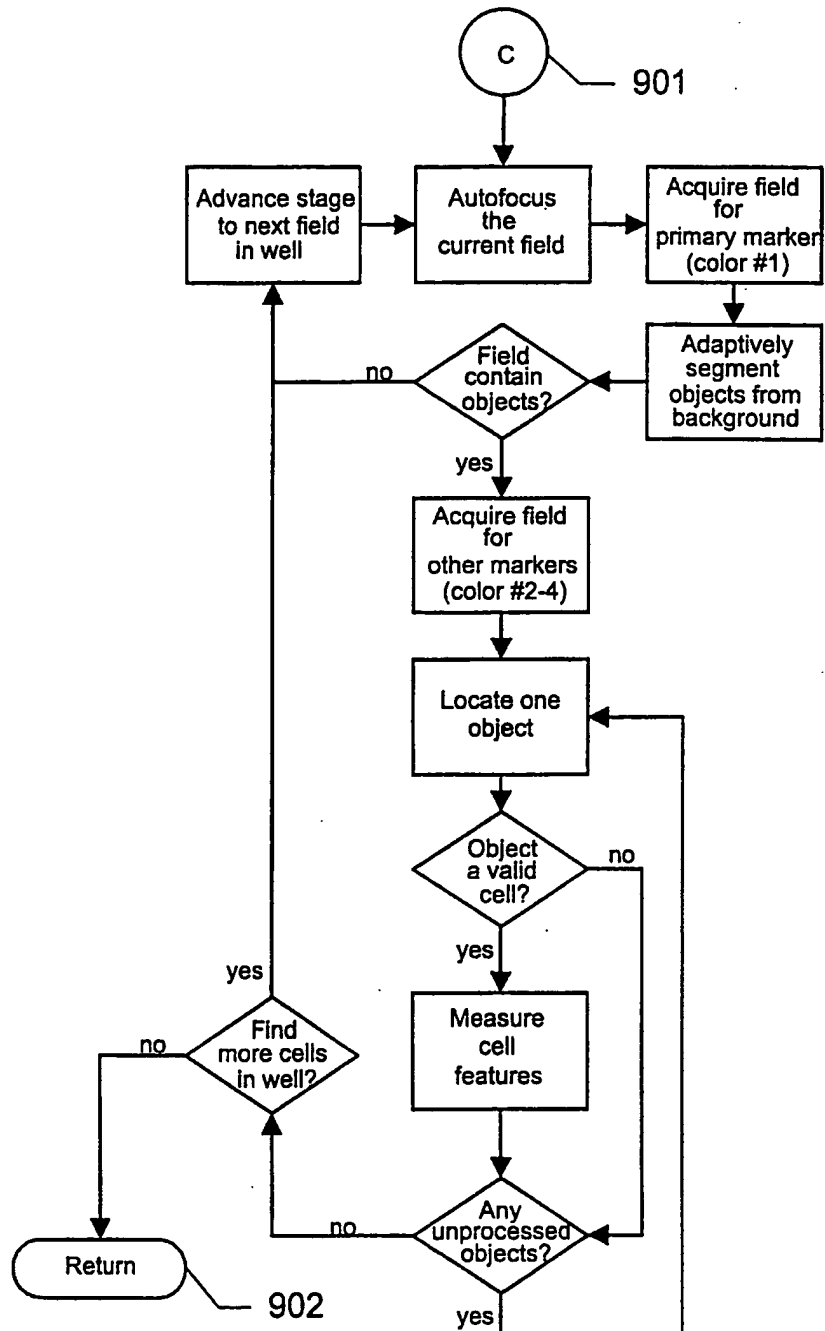 C
901
Advance stage
to next field
in well
Autofocus
the
current field
Acquire field
for
primary marker
(color #1)
Adaptively
segment
objects from
background
Field
contain
objects?
no
yes
Acquire field
for
other markers
(color #2-4)
Locate one
object
Object
a valid
cell?
no
yes
Measure
cell
features
yes
Find
more cells
in well?
no
Any
unprocessed
objects?
no
yes
Return
902